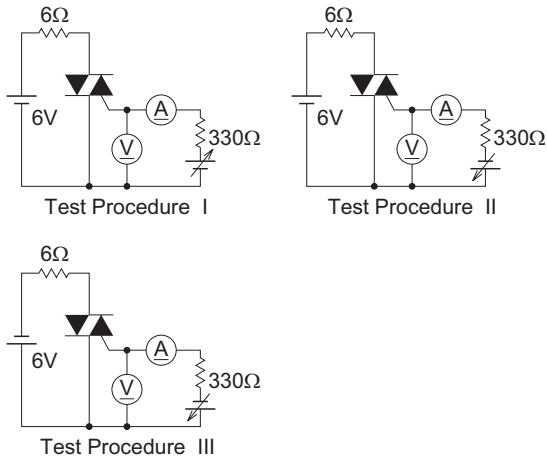 6Ω
6V
A
V
330Ω
Test Procedure I
6Ω
6V
A
V
330Ω
Test Procedure II
6Ω
6V
A
V
330Ω
Test Procedure III